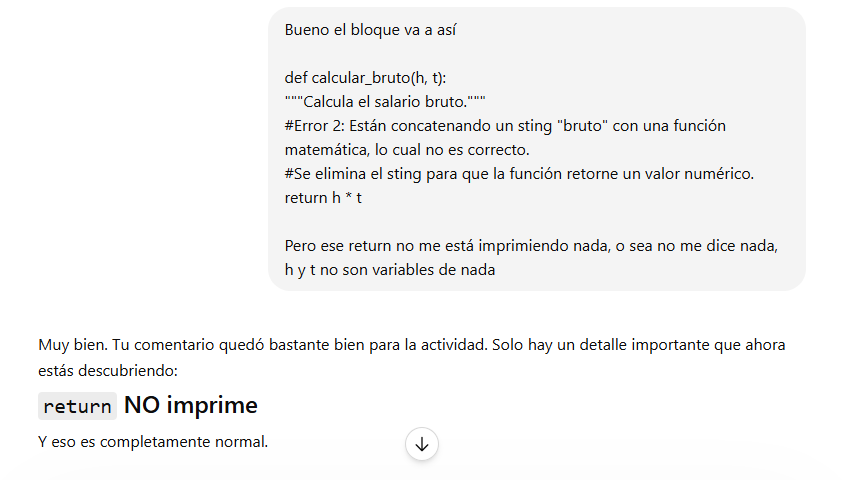 Bueno el bloque va a así
def calcular_bruto(h, t):
"""Calcula el salario bruto."""
#Error 2: Están concatenando un sting "bruto" con una función
matemática, lo cual no es correcto.
#Se elimina el sting para que la función retorne un valor numérico.
return h * t
Pero ese return no me está imprimiendo nada, o sea no me dice nada,
h y t no son variables de nada
Muy bien. Tu comentario quedó bastante bien para la actividad. Solo hay un detalle importante que ahora
estás descubriendo:
return NO imprime
Y eso es completamente normal.